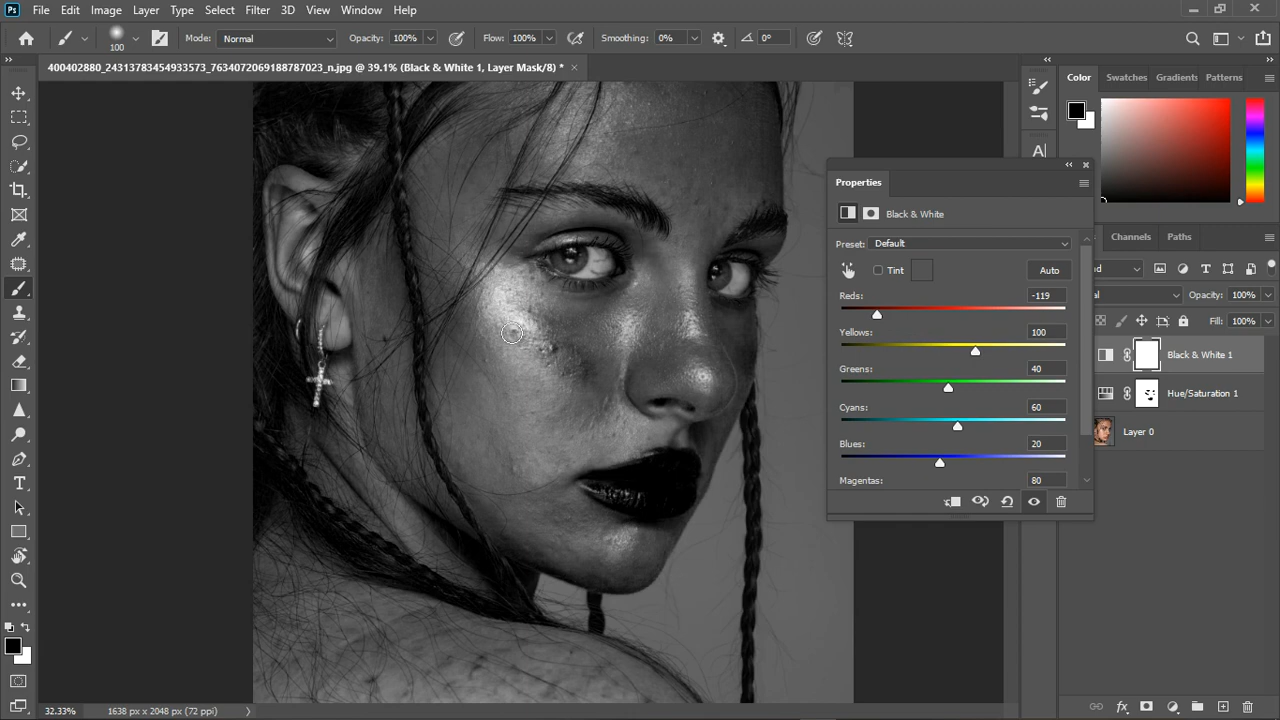 Ps File Edit Image Layer Type Select Filter 3D View Window Help
100 Mode: Normal Opacity: 100% Flow: 100% Smoothing: 0% 0°
400402880_24313783454933573_7634072069188787023_n.jpg @ 39.1% (Black & White 1, Layer Mask/8) *
Color Swatches Gradients Patterns
Properties
Black & White
Preset: Default
Tint Auto
Reds: -119
Yellows: 100
Greens: 40
Cyans: 60
Blues: 20
Magentas: 80
Channels Paths
Opacity: 100%
Fill: 100%
Black & White 1
Hue/Saturation 1
Layer 0
32.33% 1638 px x 2048 px (72 ppi)